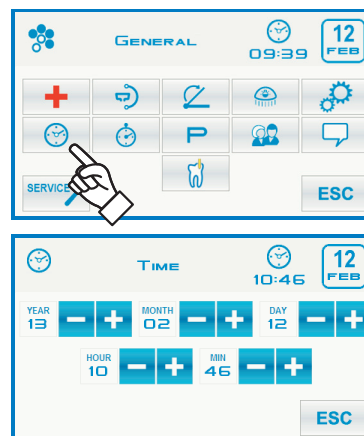 GENERAL
09:39
12
FEB
P
SERVICE
ESC
TIME
10:46
12
FEB
YEAR
13
MONTH
02
DAY
12
HOUR
10
MIN
46
ESC